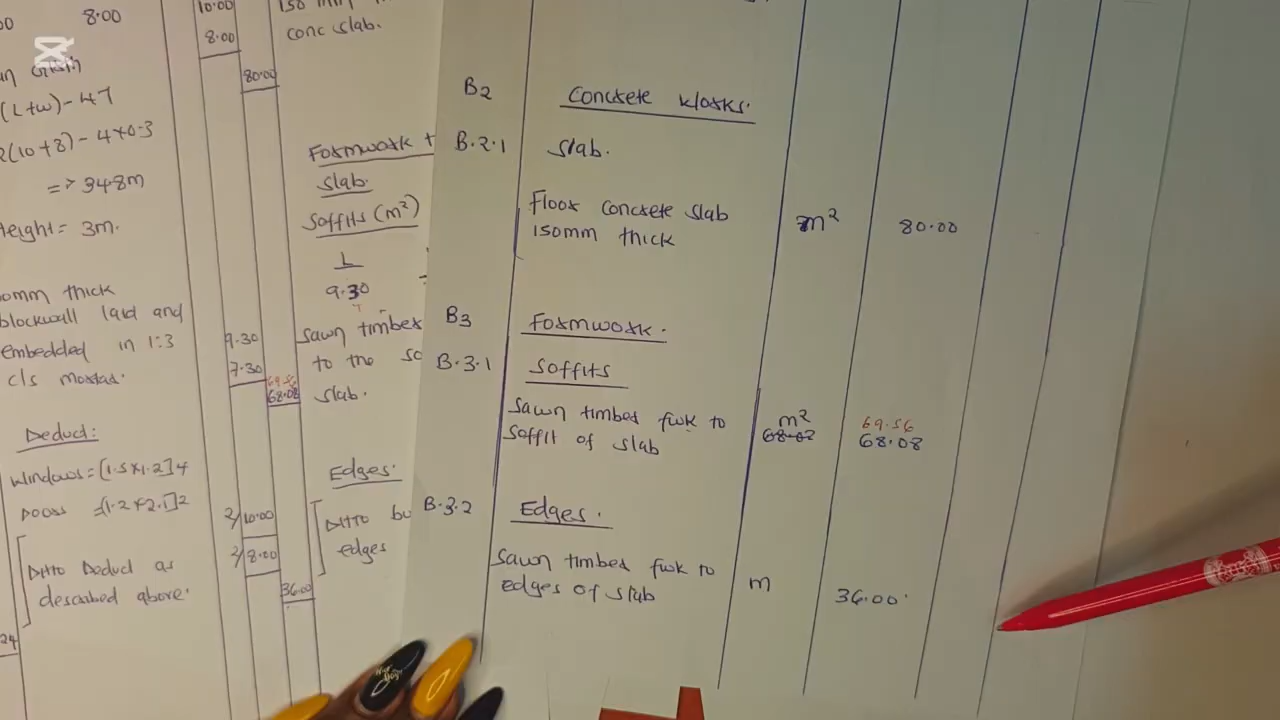 8.00
(L+W)-4T
2(10+8)-4×0.3
=> 34.8m
Height= 3m.
thick
blockwall laid and
embedded in 1:3
c/s mortar.
Deduct:
Windows=[1.5×1.2]4
Doors =[1.2×2.1]2
Ditto Deduct as
described above.
10.00
8.00
80.00
conc slab.
Formwork
slab.
Soffits (m²)
L
9.30
9.30
7.30
69.56
68.08
Sawn timber
to the
slab.
Edges.
2/10.00
2/8.00
36.00
Ditto
edges
B2
Concrete Works.
B.2.1
Slab.
Floor concrete slab
150mm thick
m²
80.00
B3
Formwork.
B.3.1
Soffits
Sawn timber fwk to
soffit of slab
m²
69.56
68.08
B.3.2
Edges.
Sawn timber fwk to
edges of slab
m
36.00